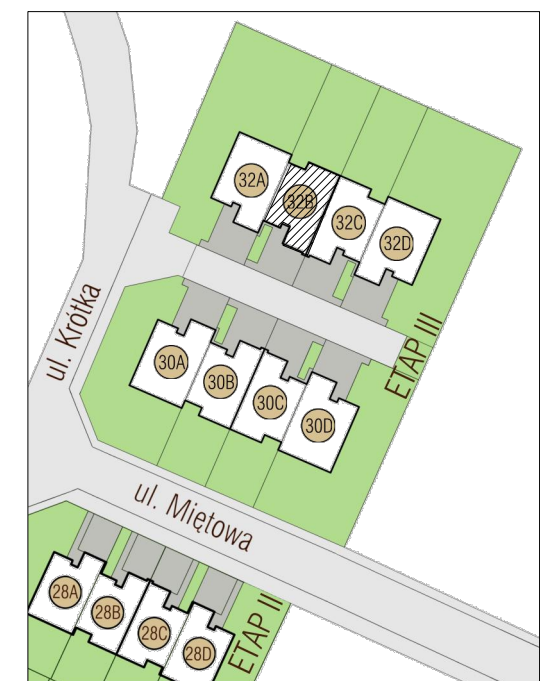 32A
32B
32C
32D
ul. Krótka
ETAP III
30A
30B
30C
30D
ul. Miętowa
28A
28B
28C
28D
ETAP II